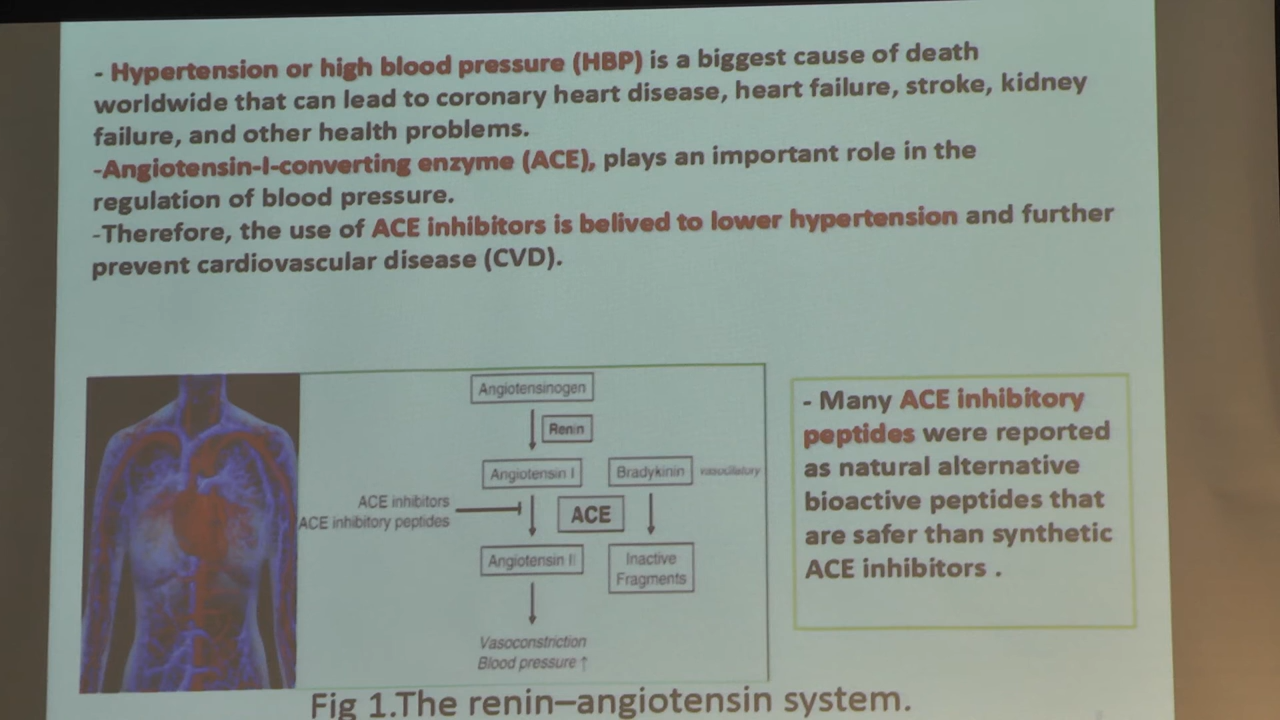 - Hypertension or high blood pressure (HBP) is a biggest cause of death
worldwide that can lead to coronary heart disease, heart failure, stroke, kidney
failure, and other health problems.
-Angiotensin-I-converting enzyme (ACE), plays an important role in the
regulation of blood pressure.
-Therefore, the use of ACE inhibitors is belived to lower hypertension and further
prevent cardiovascular disease (CVD).
Angiotensinogen
Renin
Angiotensin I
Bradykinin
ACE inhibitors
ACE inhibitory peptides
ACE
Angiotensin II
Inactive
Fragments
Vasoconstriction
Blood pressure ↑
- Many ACE inhibitory
peptides were reported
as natural alternative
bioactive peptides that
are safer than synthetic
ACE inhibitors .
Fig 1.The renin–angiotensin system.